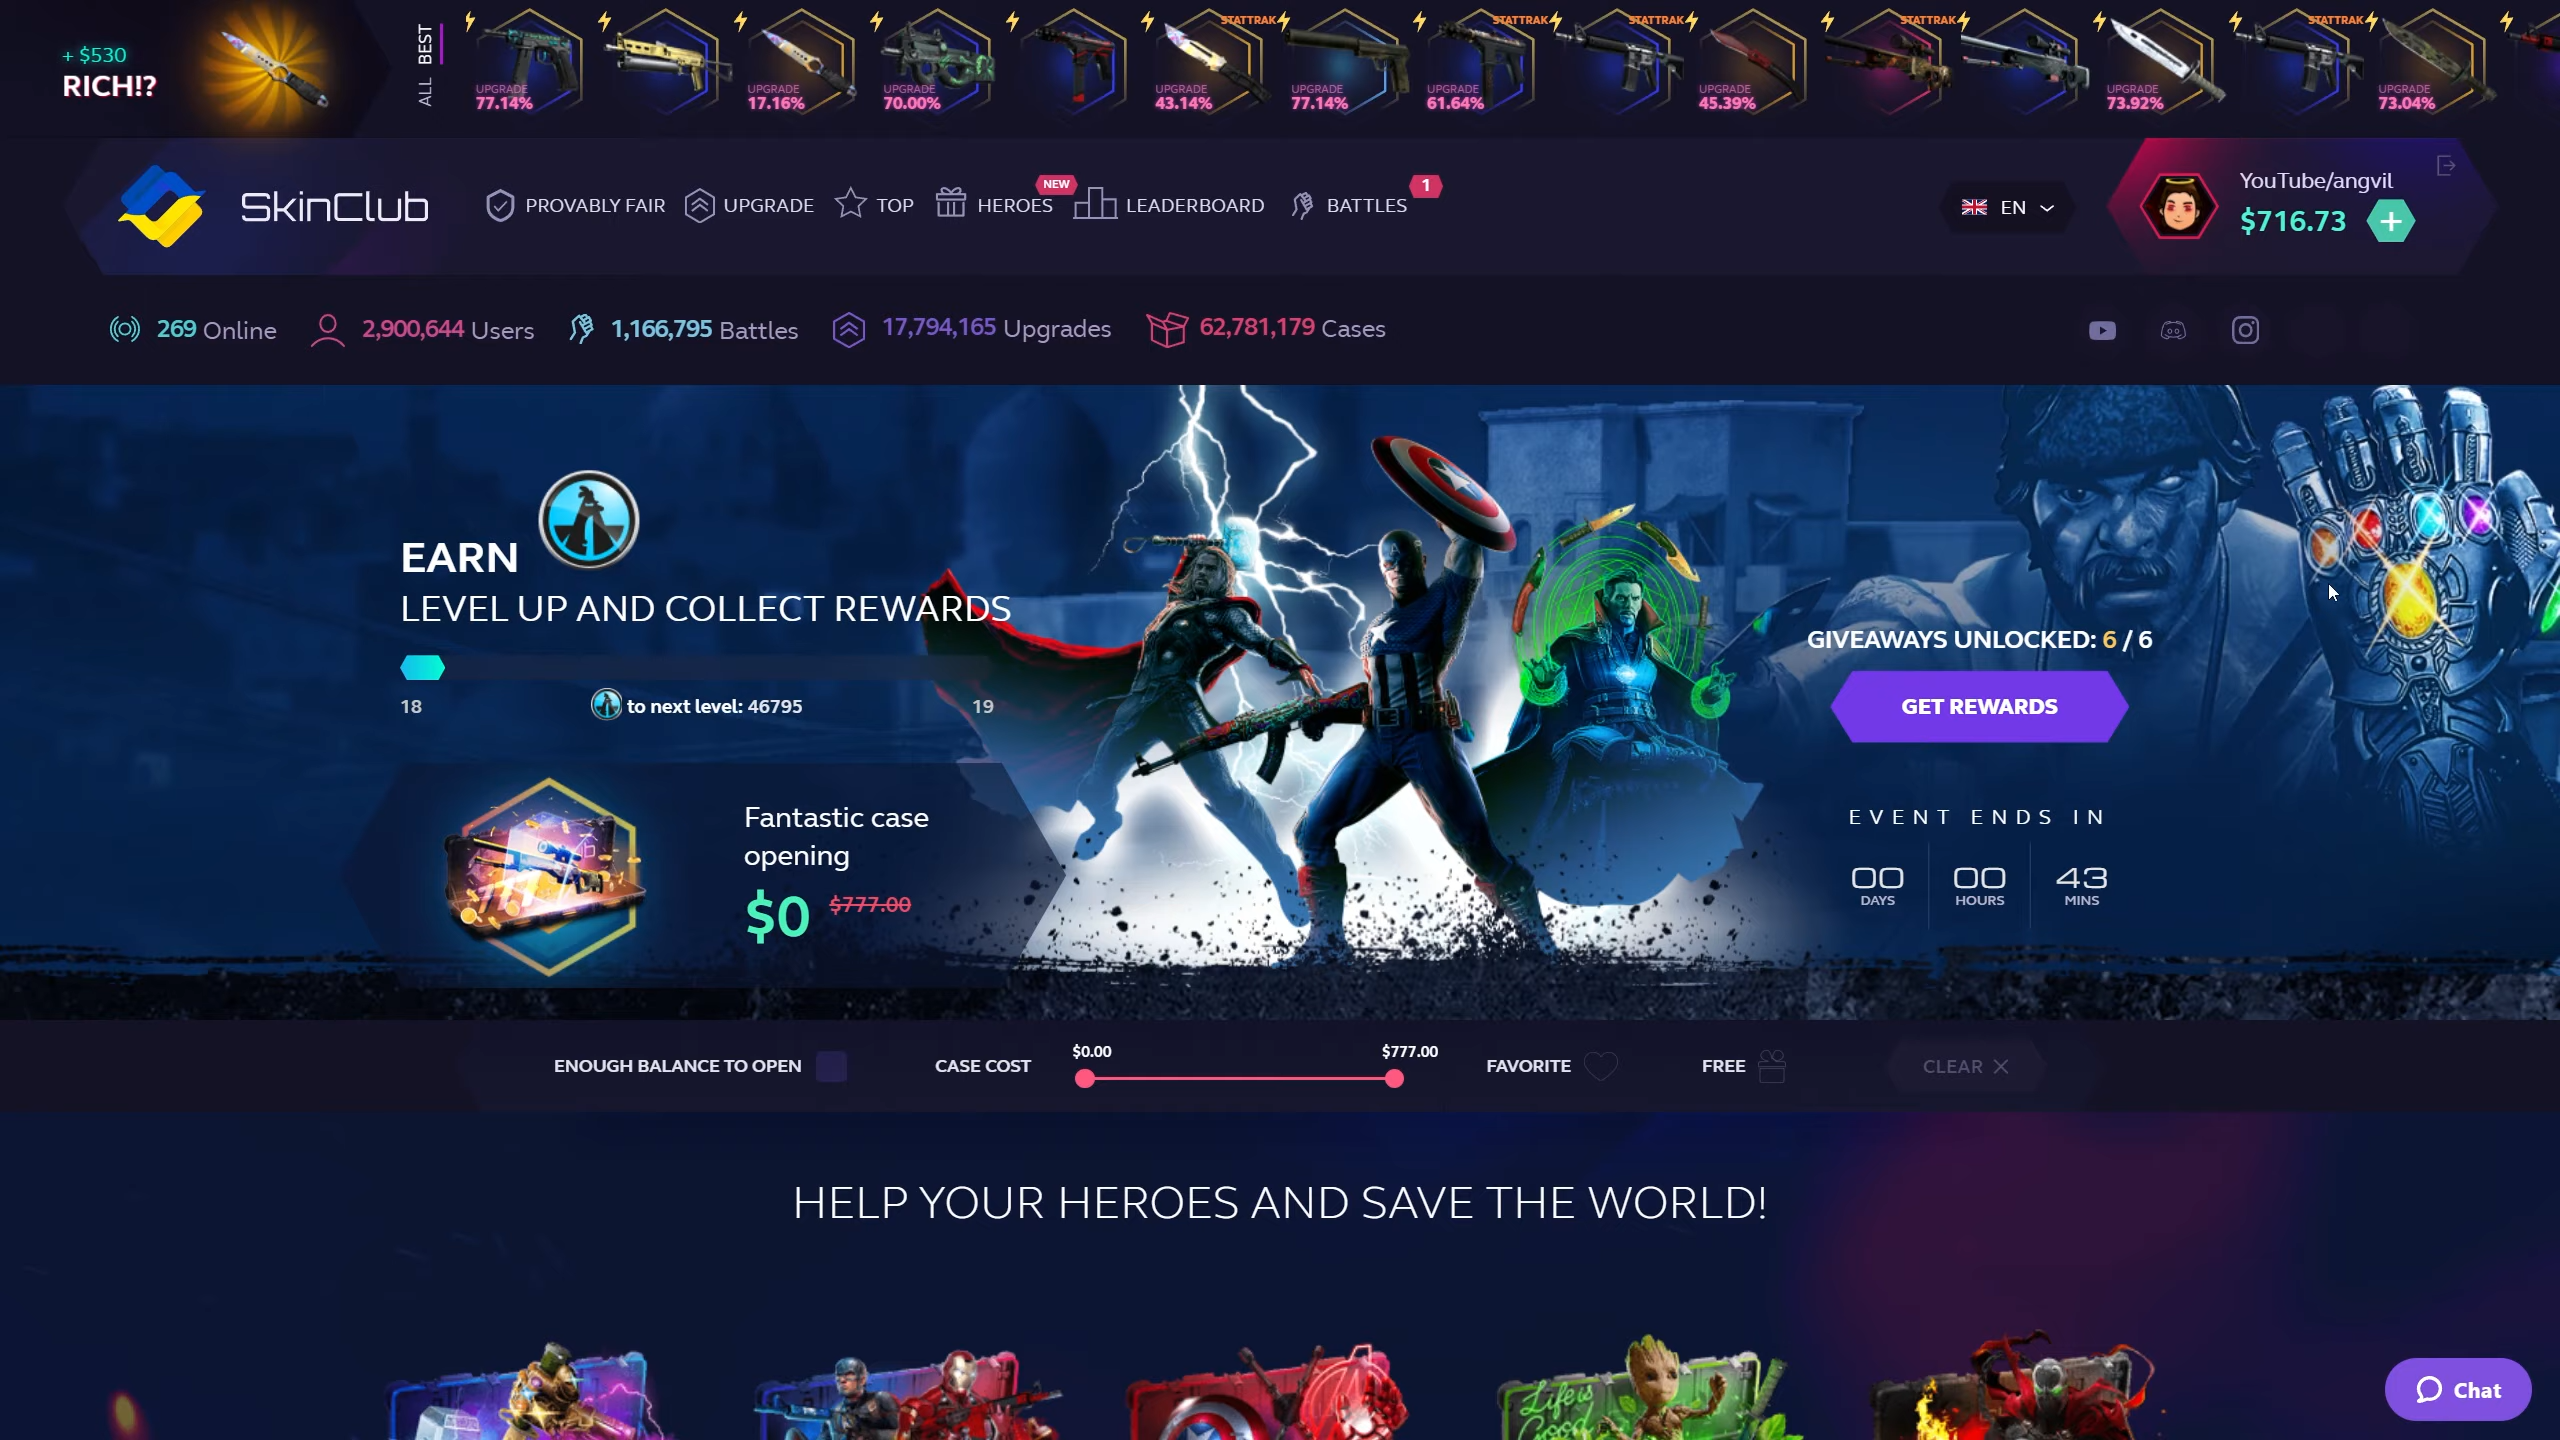 + $530
RICH!?
ALL BEST
UPGRADE
77.14%
UPGRADE
17.16%
UPGRADE
70.00%
STATTRAK
UPGRADE
43.14%
UPGRADE
77.14%
STATTRAK
UPGRADE
61.64%
STATTRAK
UPGRADE
45.39%
STATTRAK
UPGRADE
73.92%
STATTRAK
UPGRADE
73.04%
SkinClub
PROVABLY FAIR
UPGRADE
TOP
HEROES
NEW
LEADERBOARD
BATTLES
1
EN
YouTube/angvil
$716.73
269 Online
2,900,644 Users
1,166,795 Battles
17,794,165 Upgrades
62,781,179 Cases
EARN
LEVEL UP AND COLLECT REWARDS
18
to next level: 46795
19
Fantastic case
opening
$0 $777.00
GIVEAWAYS UNLOCKED: 6 / 6
GET REWARDS
EVENT ENDS IN
00 00 43
DAYS HOURS MINS
ENOUGH BALANCE TO OPEN
CASE COST
$0.00
$777.00
FAVORITE
FREE
CLEAR
HELP YOUR HEROES AND SAVE THE WORLD!
Life is
Good
Chat